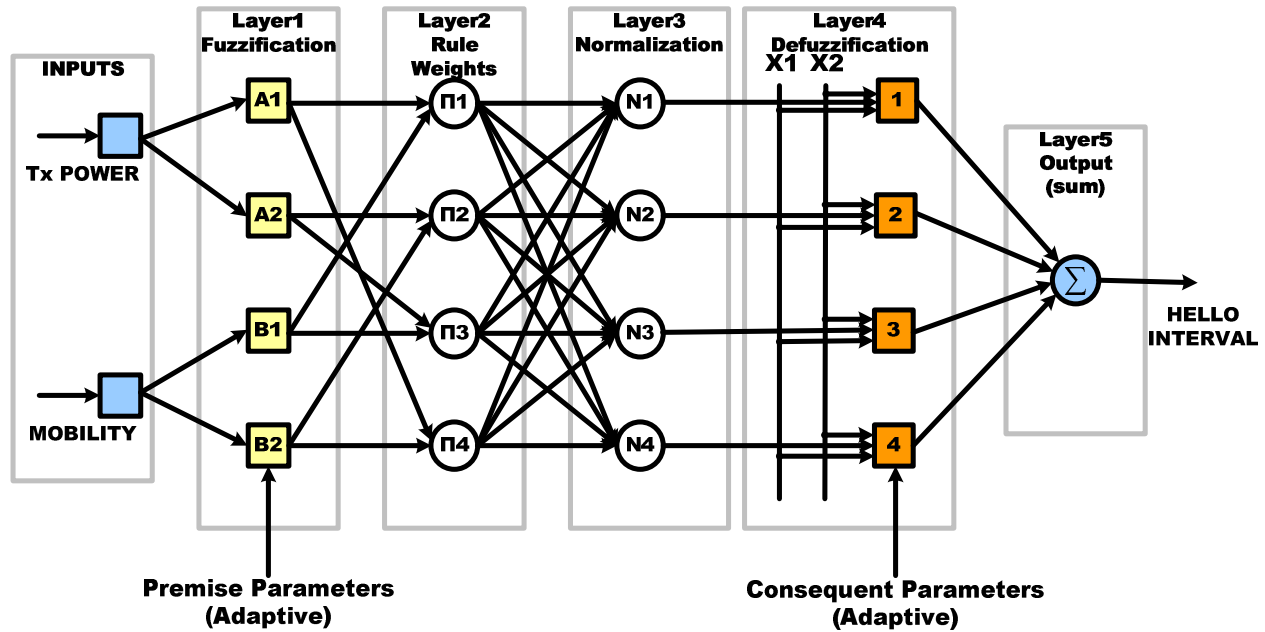 INPUTS
Tx POWER
MOBILITY
Layer1
Fuzzification
A1
A2
B1
B2
Premise Parameters
(Adaptive)
Layer2
Rule
Weights
Π1
Π2
Π3
Π4
Layer3
Normalization
N1
N2
N3
N4
Layer4
Defuzzification
X1 X2
1
2
3
4
Consequent Parameters
(Adaptive)
Layer5
Output
(sum)
Σ
HELLO
INTERVAL